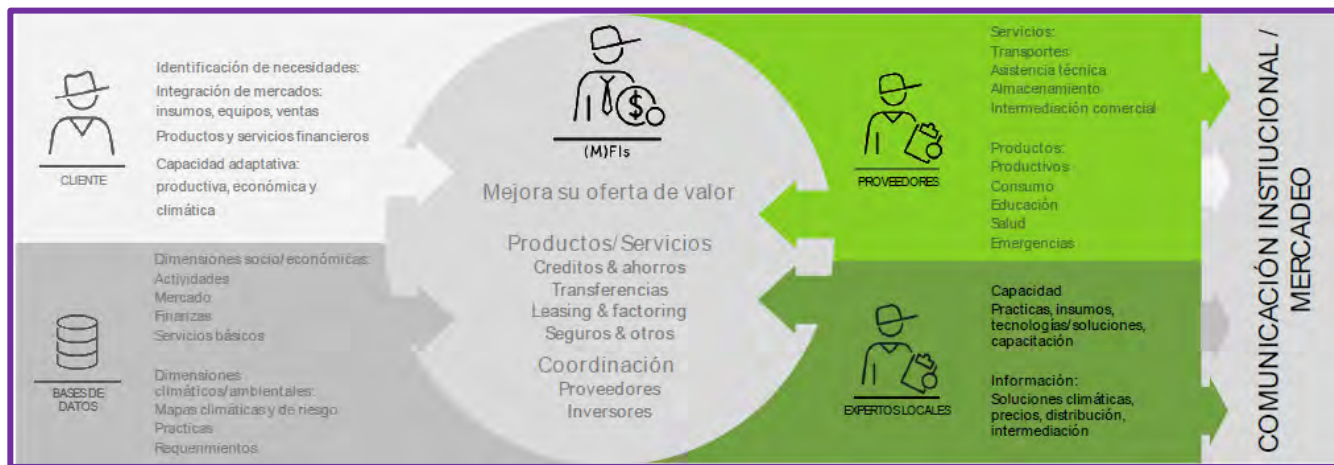 CLIENTE
Identificación de necesidades:
Integración de mercados:
insumos, equipos, ventas
Productos y servicios financieros
Capacidad adaptativa:
productiva, económica y
climática
BASES DE
DATOS
Dimensiones socio/económicas:
Actividades
Mercado
Finanzas
Servicios básicos
Dimensiones
climáticos/ambientales:
Mapas climáticas y de riesgo
Practicas
Requerimientos
$
(M)FIs
Mejora su oferta de valor
Productos/Servicios
Creditos & ahorros
Transferencias
Leasing & factoring
Seguros & otros
Coordinación
Proveedores
Inversores
PROVEEDORES
Servicios:
Transportes
Asistencia técnica
Almacenamiento
Intermediación comercial
Productos:
Productivos
Consumo
Educación
Salud
Emergencias
EXPERTOS LOCALES
Capacidad
Practicas, insumos,
tecnologías/soluciones,
capacitación
Información:
Soluciones climáticas,
precios, distribución,
intermediación
COMUNICACIÓN INSTITUCIONAL /
MERCADEO